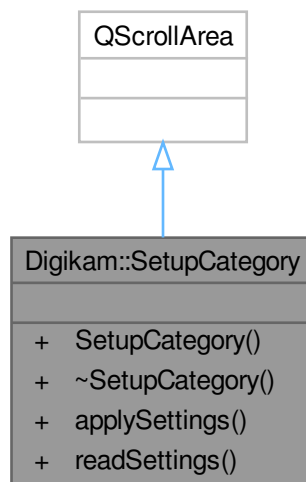 QScrollArea
Digikam::SetupCategory
+ SetupCategory()
+ ~SetupCategory()
+ applySettings()
+ readSettings()